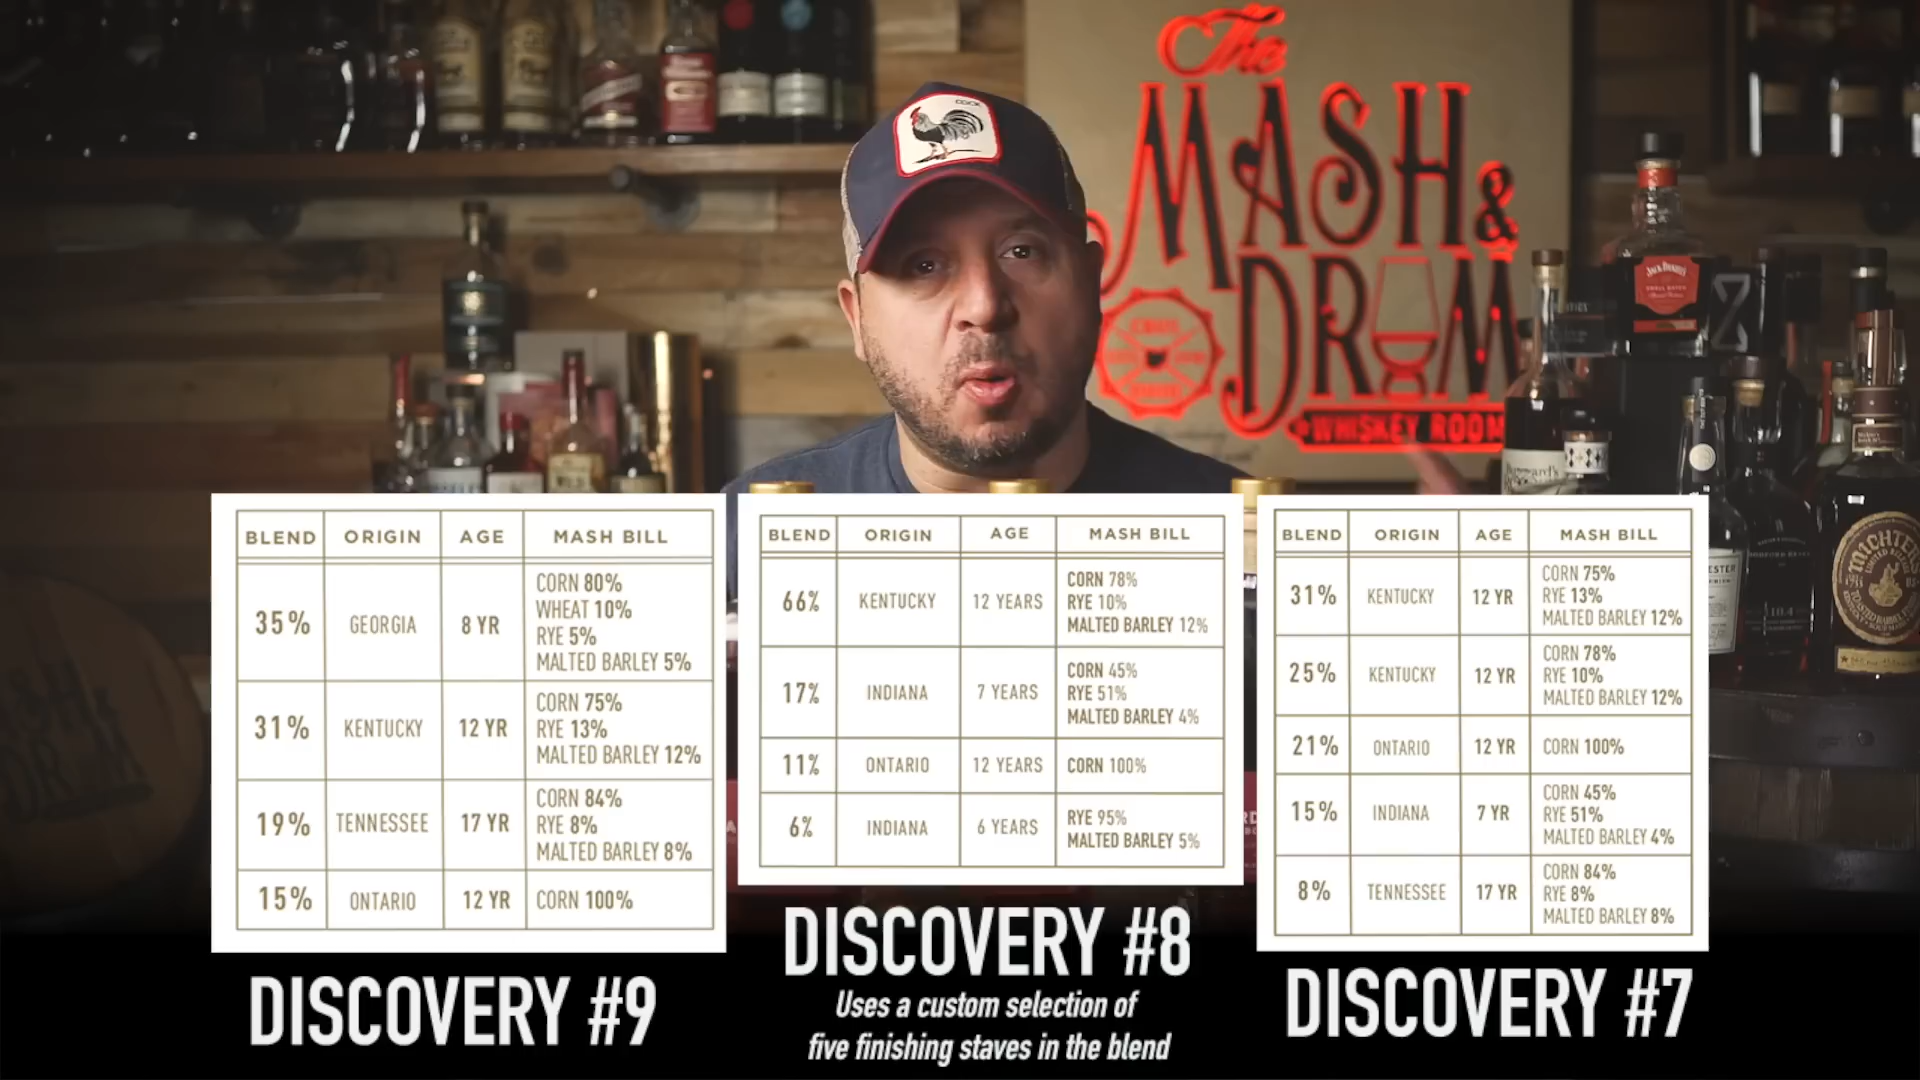 The
MASH &
DRAM
WHISKEY ROOM
COCK
BLEND ORIGIN AGE MASH BILL
35% GEORGIA 8 YR CORN 80%
WHEAT 10%
RYE 5%
MALTED BARLEY 5%
31% KENTUCKY 12 YR CORN 75%
RYE 13%
MALTED BARLEY 12%
19% TENNESSEE 17 YR CORN 84%
RYE 8%
MALTED BARLEY 8%
15% ONTARIO 12 YR CORN 100%
DISCOVERY #9
BLEND ORIGIN AGE MASH BILL
66% KENTUCKY 12 YEARS CORN 78%
RYE 10%
MALTED BARLEY 12%
17% INDIANA 7 YEARS CORN 45%
RYE 51%
MALTED BARLEY 4%
11% ONTARIO 12 YEARS CORN 100%
6% INDIANA 6 YEARS RYE 95%
MALTED BARLEY 5%
DISCOVERY #8
Uses a custom selection of
five finishing staves in the blend
BLEND ORIGIN AGE MASH BILL
31% KENTUCKY 12 YR CORN 75%
RYE 13%
MALTED BARLEY 12%
25% KENTUCKY 12 YR CORN 78%
RYE 10%
MALTED BARLEY 12%
21% ONTARIO 12 YR CORN 100%
15% INDIANA 7 YR CORN 45%
RYE 51%
MALTED BARLEY 4%
8% TENNESSEE 17 YR CORN 84%
RYE 8%
MALTED BARLEY 8%
DISCOVERY #7
Jack Daniel's
MICHTER'S